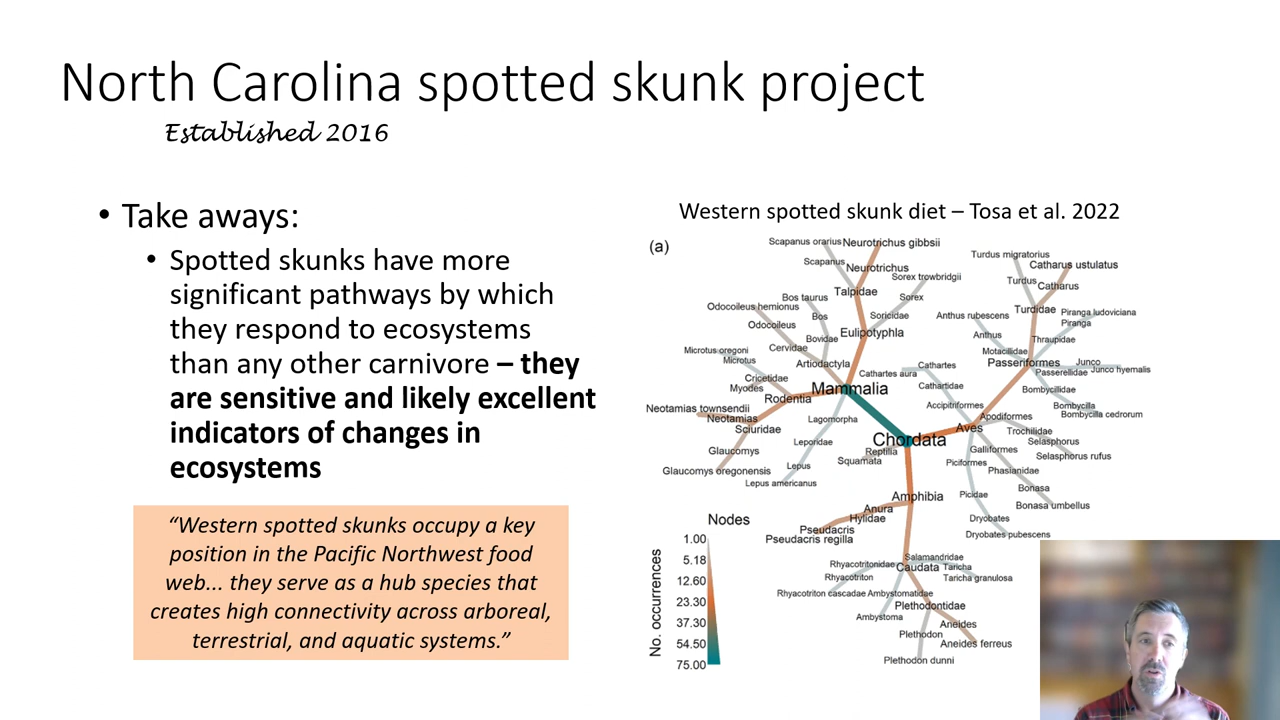 North Carolina spotted skunk project
Established 2016
• Take aways:
• Spotted skunks have more
significant pathways by which
they respond to ecosystems
than any other carnivore – they
are sensitive and likely excellent
indicators of changes in
ecosystems
“Western spotted skunks occupy a key
position in the Pacific Northwest food
web... they serve as a hub species that
creates high connectivity across arboreal,
terrestrial, and aquatic systems.”
Western spotted skunk diet – Tosa et al. 2022
(a)
Scapanus orarius
Neurotrichus gibbsii
Scapanus
Neurotrichus
Sorex trowbridgii
Talpidae
Sorex
Bos taurus
Odocoileus hemionus
Bos
Soricidae
Odocoileus
Eulipotyphla
Bovidae
Cervidae
Microtus oregoni
Microtus
Artiodactyla
Cricetidae
Myodes
Mammalia
Rodentia
Neotamias townsendii
Neotamias
Sciuridae
Lagomorpha
Leporidae
Glaucomys
Glaucomys oregonensis
Lepus
Lepus americanus
Chordata
Reptilia
Squamata
Turdus migratorius
Catharus ustulatus
Turdus
Catharus
Turdidae
Piranga ludoviciana
Piranga
Anthus rubescens
Anthus
Thraupidae
Motacillidae
Passeriformes
Junco
Junco hyemalis
Passerellidae
Cathartes
Cathartes aura
Cathartidae
Bombycillidae
Bombycilla
Bombycilla cedrorum
Accipitriformes
Apodiformes
Aves
Trochilidae
Selasphorus
Selasphorus rufus
Galliformes
Piciformes
Phasianidae
Bonasa
Bonasa umbellus
Picidae
Dryobates
Dryobates pubescens
Amphibia
Anura
Hylidae
Pseudacris
Pseudacris regilla
Salamandridae
Rhyacotritonidae
Caudata
Taricha
Rhyacotriton
Taricha granulosa
Rhyacotriton cascadae
Ambystomatidae
Plethodontidae
Ambystoma
Aneides
Plethodon
Aneides ferreus
Plethodon dunni
Nodes
No. occurrences
1.00
5.18
12.60
23.30
37.30
54.50
75.00